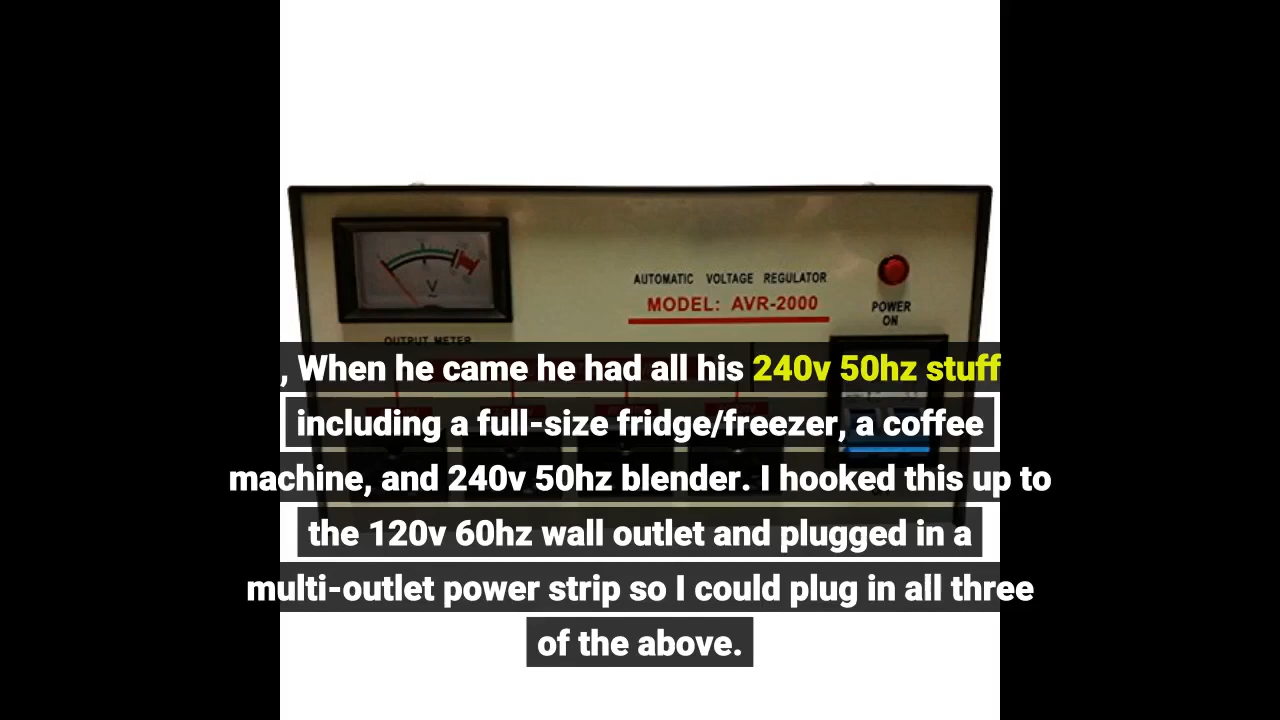 AUTOMATIC VOLTAGE REGULATOR
MODEL: AVR-2000
POWER
ON
V
OUTPUT METER
, When he came he had all his 240v 50hz stuff
including a full-size fridge/freezer, a coffee
machine, and 240v 50hz blender. I hooked this up to
the 120v 60hz wall outlet and plugged in a
multi-outlet power strip so I could plug in all three
of the above.